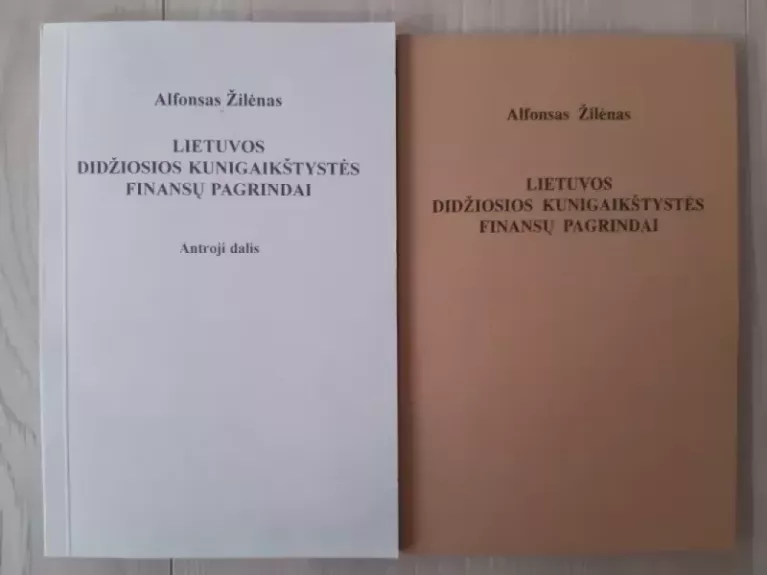 Alfonsas Žilėnas
LIETUVOS
DIDŽIOSIOS KUNIGAIKŠTYSTĖS
FINANSŲ PAGRINDAI
Antroji dalis
Alfonsas Žilėnas
LIETUVOS
DIDŽIOSIOS KUNIGAIKŠTYSTĖS
FINANSŲ PAGRINDAI